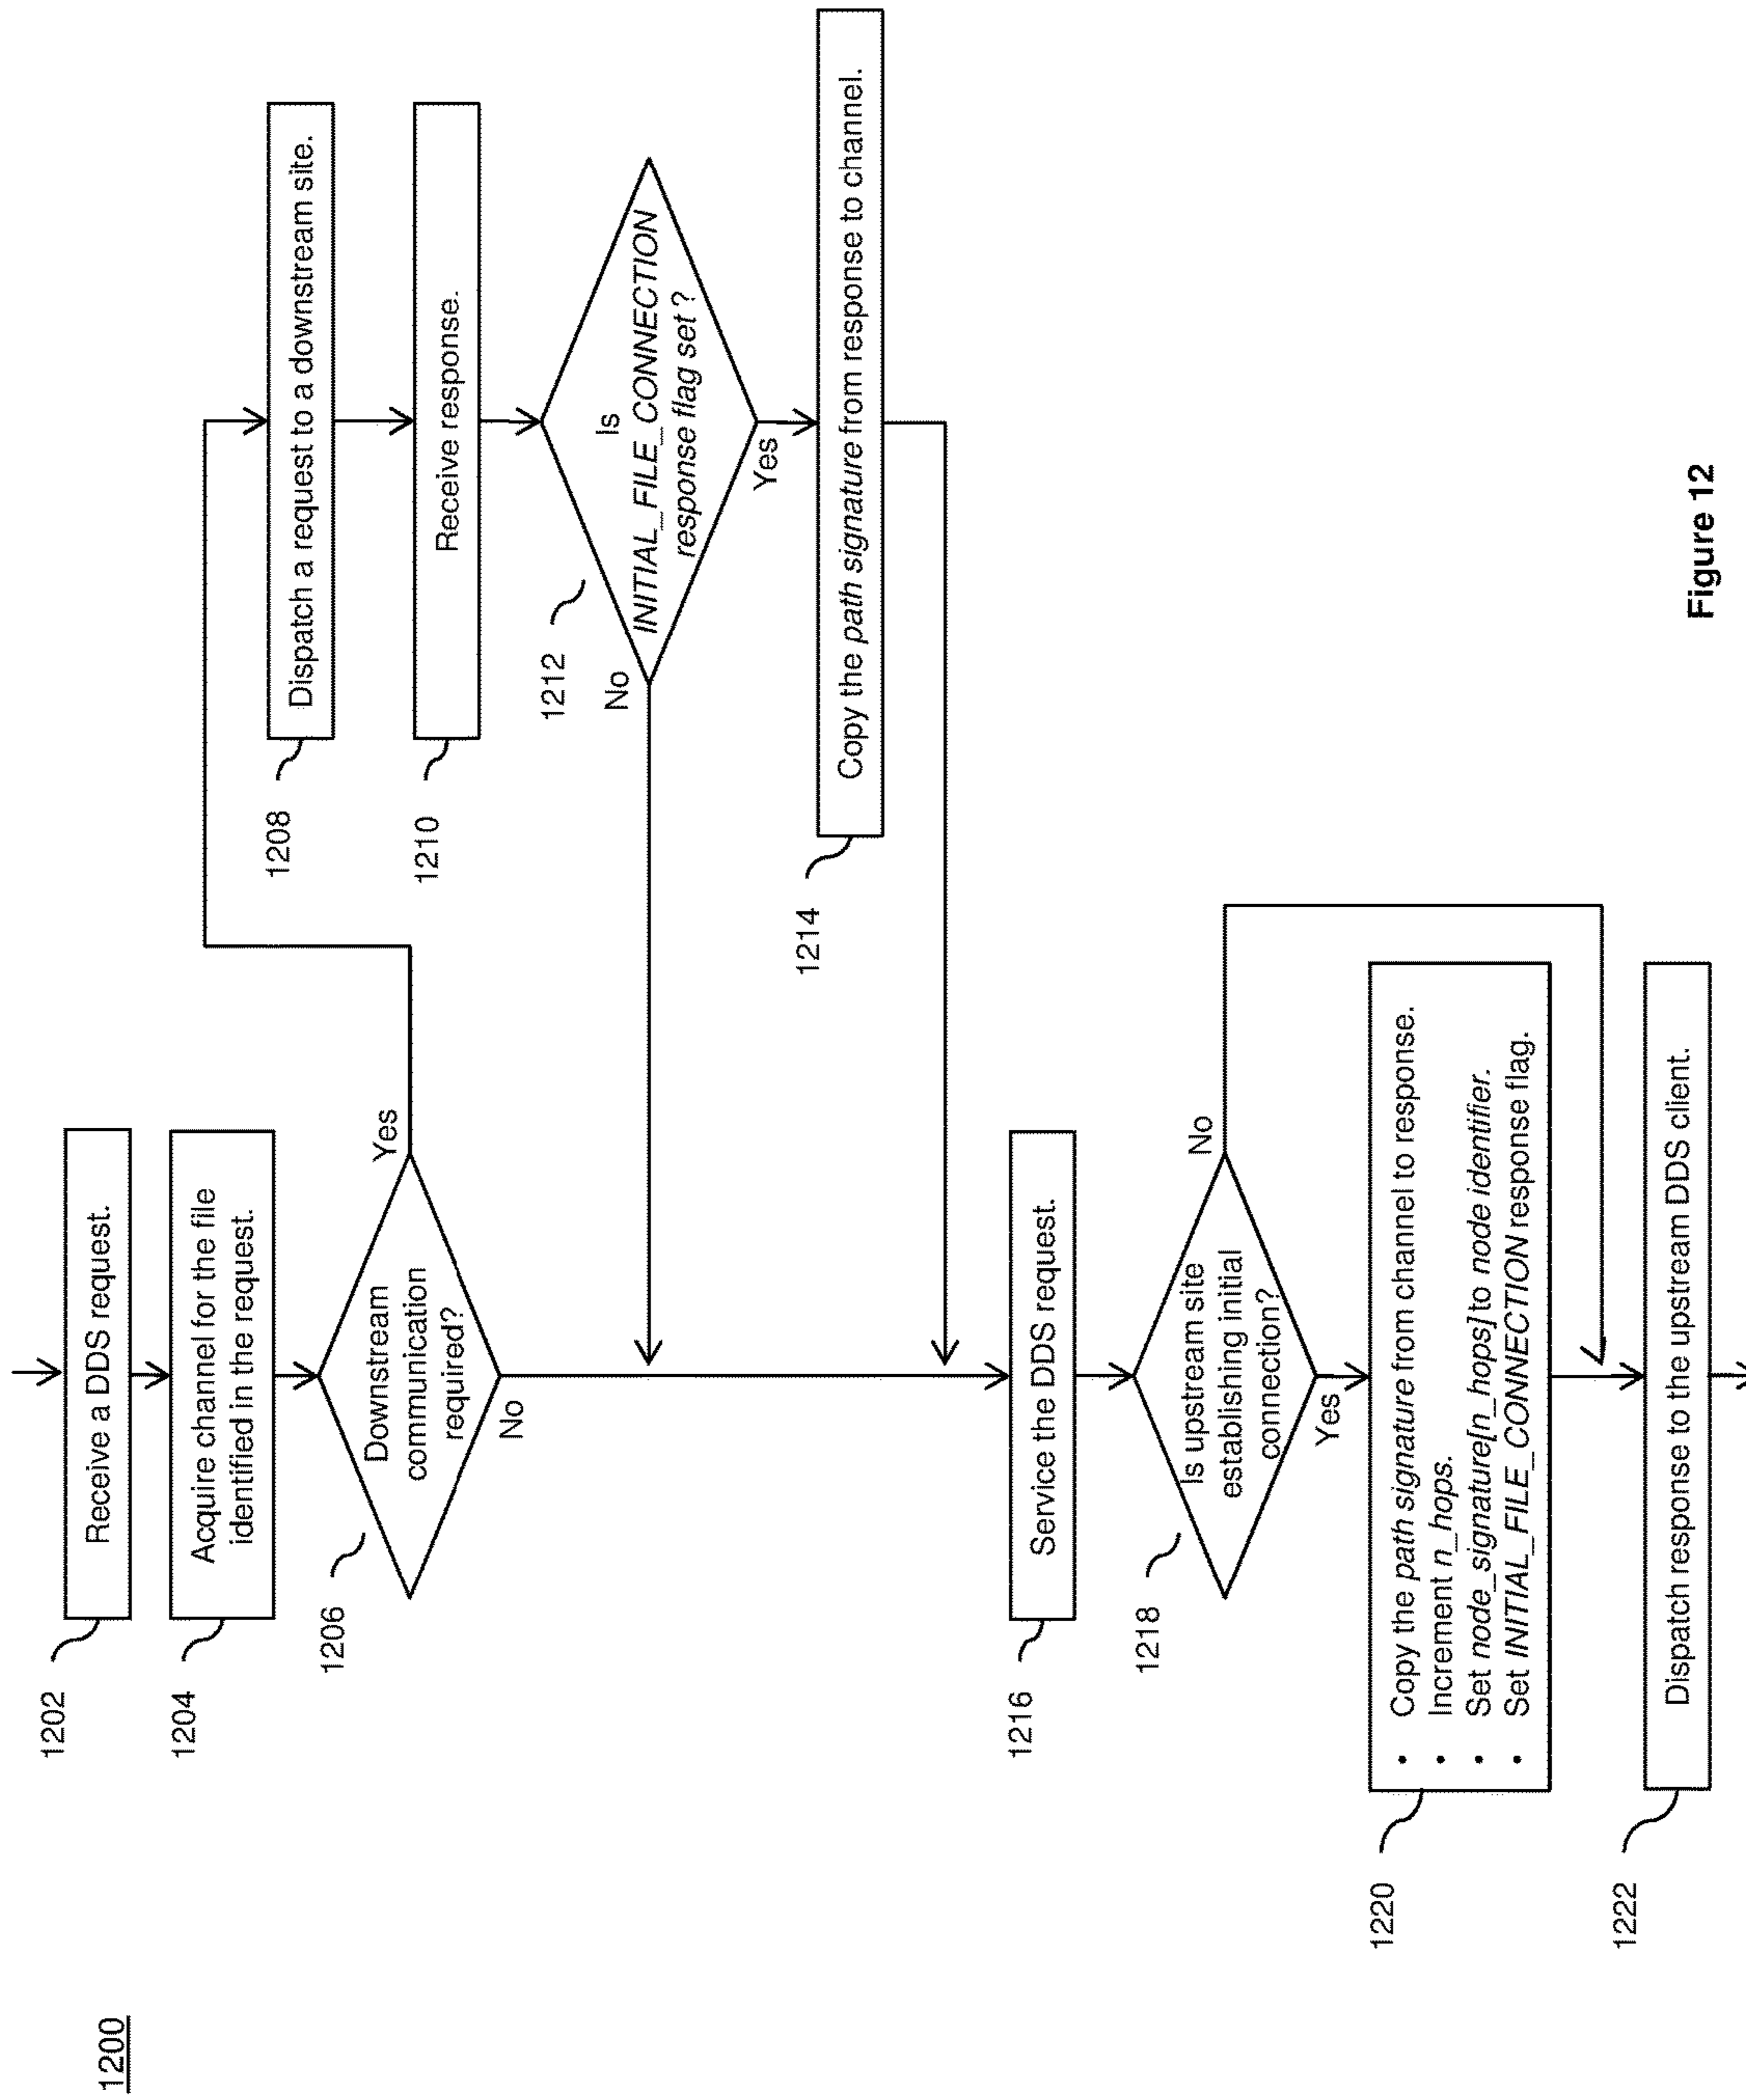 1200
1202
Receive a DDS request.
1204
Acquire channel for the file
identified in the request.
1206
Downstream
communication
required?
Yes
No
1208
Dispatch a request to a downstream site.
1210
Receive response.
1212
Is
INITIAL_FILE_CONNECTION
response flag set ?
No
Yes
1214
Copy the path signature from response to channel.
1216
Service the DDS request.
1218
Is upstream site
establishing initial
connection?
No
Yes
1220
• Copy the path signature from channel to response.
• Increment n_hops.
• Set node_signature[n_hops] to node identifier.
• Set INITIAL_FILE_CONNECTION response flag.
1222
Dispatch response to the upstream DDS client.
Figure 12